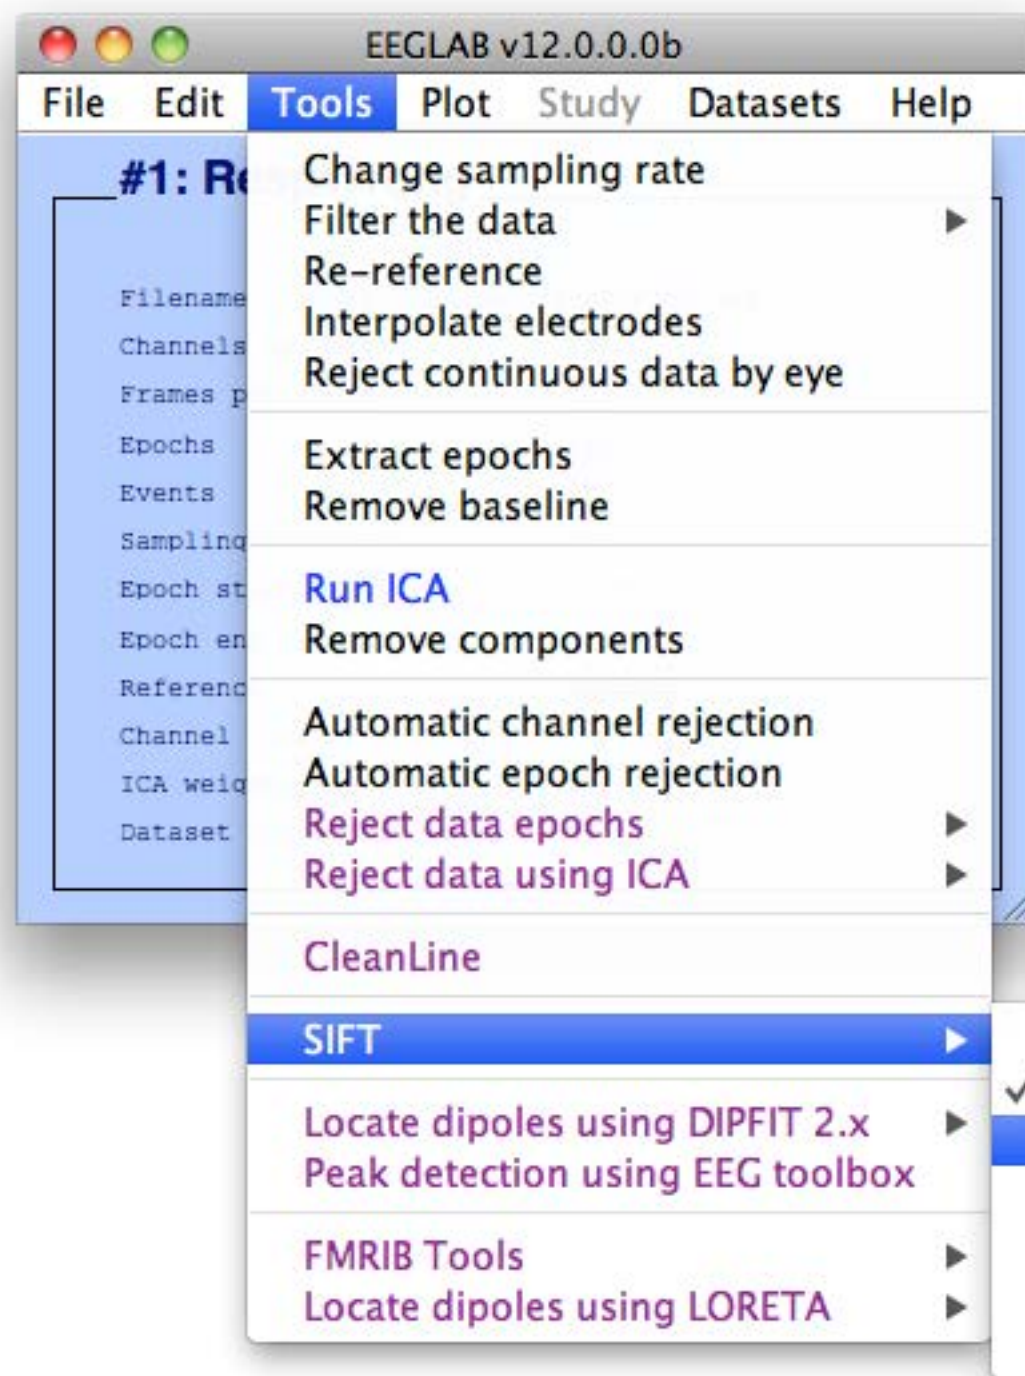 EEGLAB v12.0.0.0b
File Edit Tools Plot Study Datasets Help
#1: Re
Filename
Channels
Frames p
Epochs
Events
Sampling
Epoch st
Epoch en
Referenc
Channel
ICA weig
Dataset
Change sampling rate
Filter the data
Re-reference
Interpolate electrodes
Reject continuous data by eye
Extract epochs
Remove baseline
Run ICA
Remove components
Automatic channel rejection
Automatic epoch rejection
Reject data epochs
Reject data using ICA
CleanLine
SIFT
Locate dipoles using DIPFIT 2.x
Peak detection using EEG toolbox
FMRIB Tools
Locate dipoles using LORETA